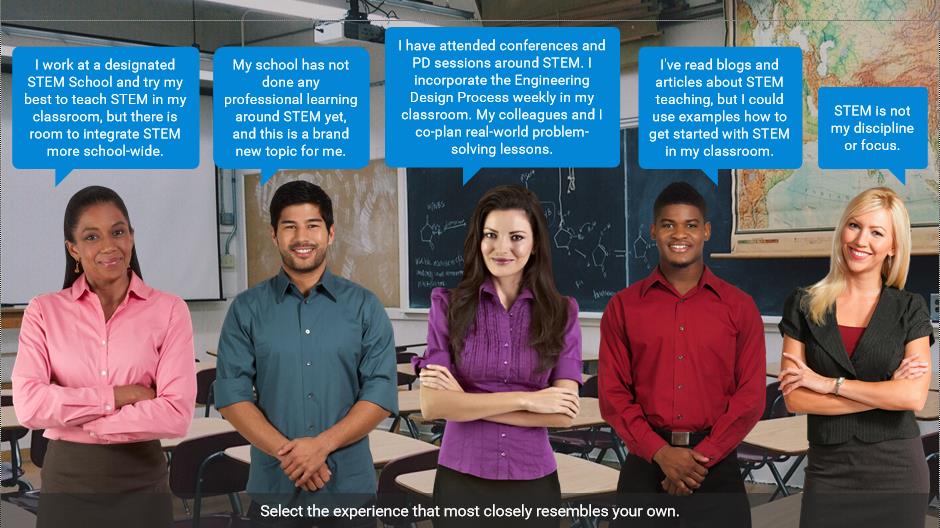 I work at a designated
STEM School and try my
best to teach STEM in my
classroom, but there is
room to integrate STEM
more school-wide.
My school has not
done any
professional learning
around STEM yet,
and this is a brand
new topic for me.
I have attended conferences and
PD sessions around STEM. I
incorporate the Engineering
Design Process weekly in my
classroom. My colleagues and I
co-plan real-world problem-
solving lessons.
I've read blogs and
articles about STEM
teaching, but I could
use examples how to
get started with STEM
in my classroom.
STEM is not
my discipline
or focus.
Select the experience that most closely resembles your own.